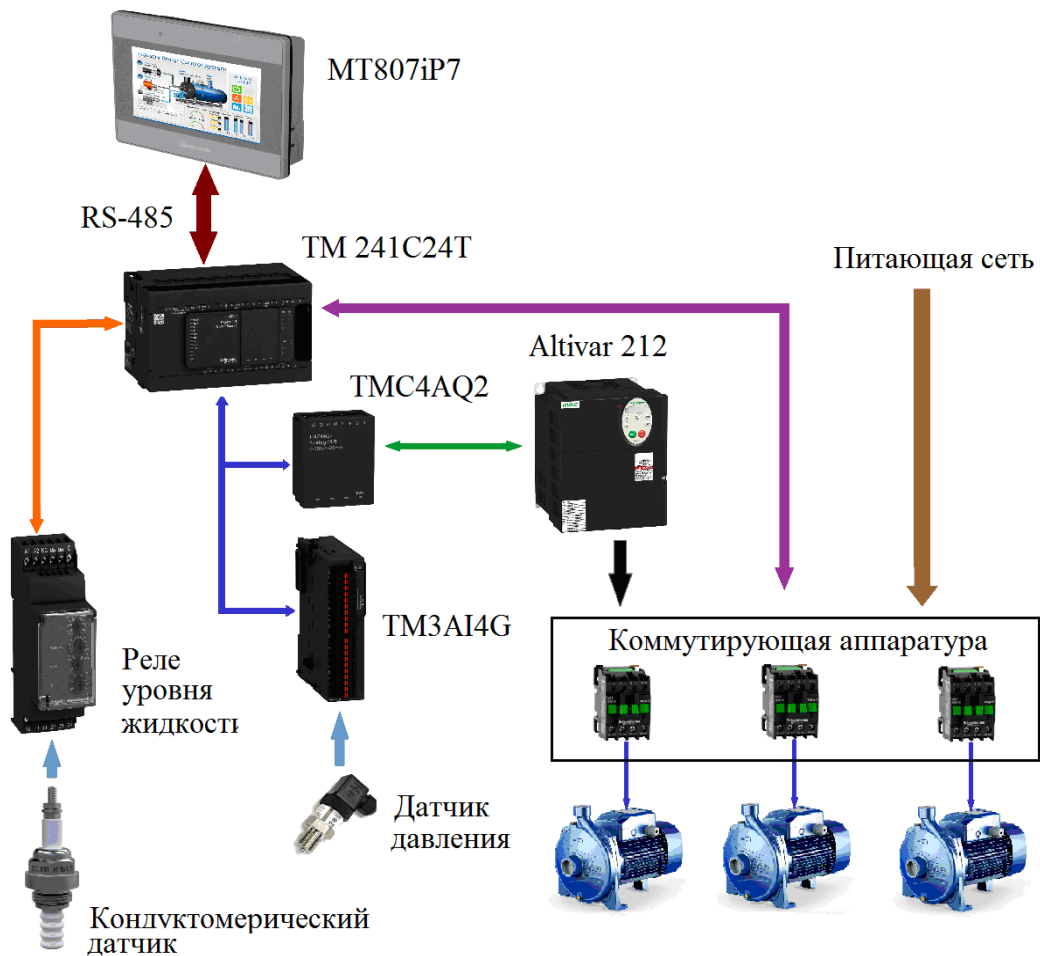 MT807iP7
RS-485
TM 241C24T
Питающая сеть
Altivar 212
TMC4AQ2
TM3AI4G
Коммутирующая аппаратура
Реле
уровня
жидкости
Датчик
давления
Кондуктомерический
датчик